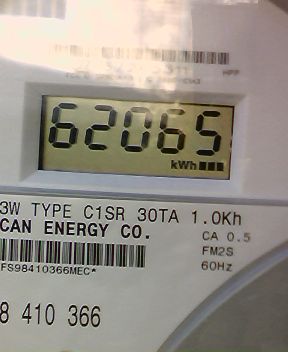 62065
kWh
3W TYPE C1SR 30TA 1.0Kh
CAN ENERGY CO.
CA 0.5
FM2S
60Hz
FS98410366MEC*
8 410 366